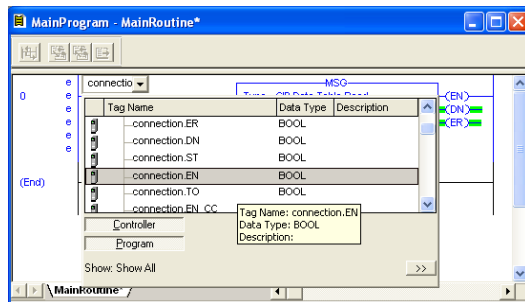 MainProgram - MainRoutine*
e
e
e
e
e
e
0
(End)
connectio
MSG
(EN)
(DN)
(ER)
Tag Name Data Type Description
connection.ER BOOL
connection.DN BOOL
connection.ST BOOL
connection.EN BOOL
connection.TO BOOL
connection.EN_CC
Tag Name: connection.EN
Data Type: BOOL
Description:
Controller
Program
Show: Show All
>>
MainRoutine*